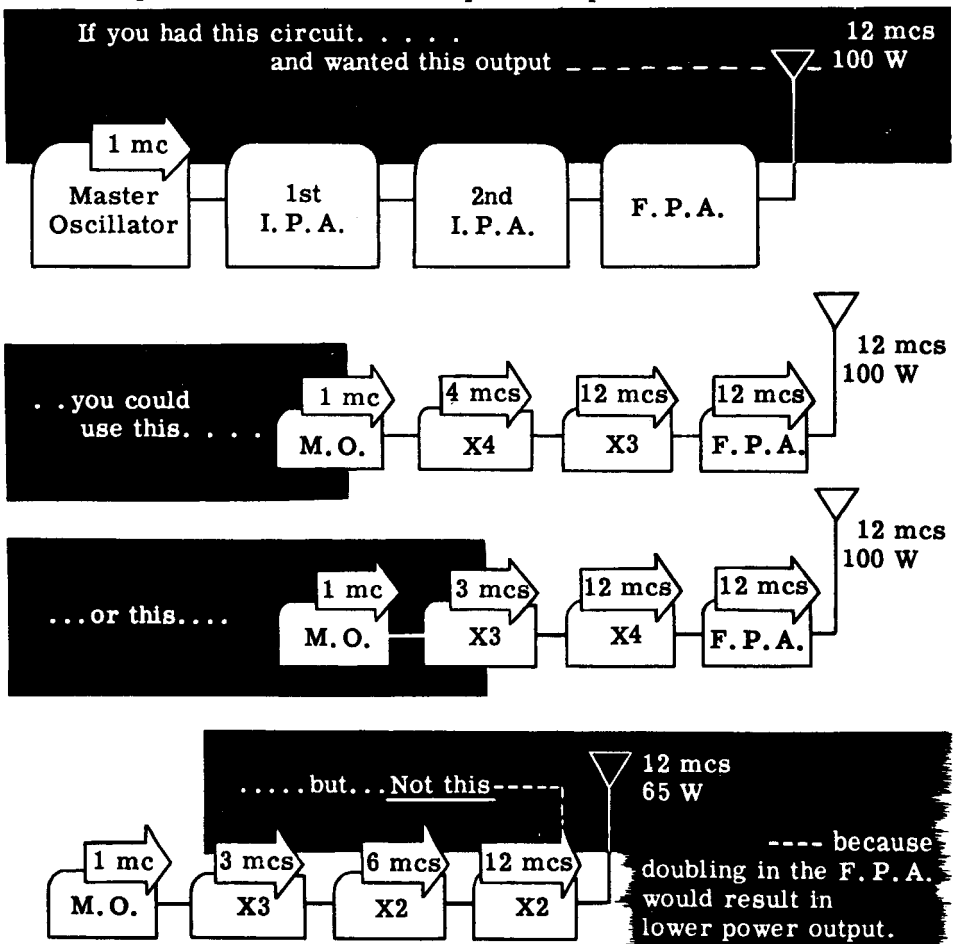 If you had this circuit. . . . .
and wanted this output
12 mcs
100 W
1 mc
Master
Oscillator
1st
I. P. A.
2nd
I. P. A.
F. P. A.
. . you could
use this. . . . .
1 mc
M. O.
4 mcs
X4
12 mcs
X3
12 mcs
F. P. A.
12 mcs
100 W
...or this....
1 mc
M. O.
3 mcs
X3
12 mcs
X4
12 mcs
F. P. A.
12 mcs
100 W
.....but...Not this-----
12 mcs
65 W
1 mc
M. O.
3 mcs
X3
6 mcs
X2
12 mcs
X2
---- because
doubling in the F. P. A.
would result in
lower power output.